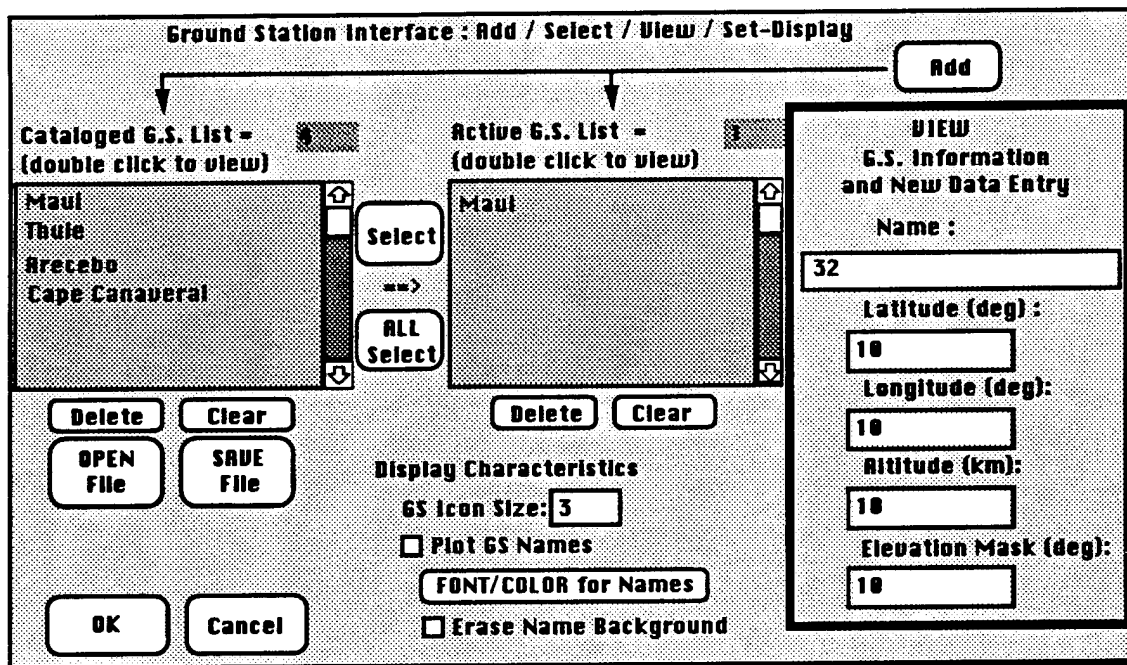 Ground Station Interface : Add / Select / View / Set-Display
Add
Cataloged G.S. List = 4
(double click to view)
Active G.S. List = 1
(double click to view)
Maui
Thule
Arecebo
Cape Canaveral
Select
==>
ALL
Select
Maui
Delete
Clear
OPEN
File
SAVE
File
Delete
Clear
Display Characteristics
GS Icon Size: 3
Plot GS Names
FONT/COLOR for Names
Erase Name Background
OK
Cancel
VIEW
G.S. Information
and New Data Entry
Name :
32
Latitude (deg) :
10
Longitude (deg):
10
Altitude (km):
10
Elevation Mask (deg):
10